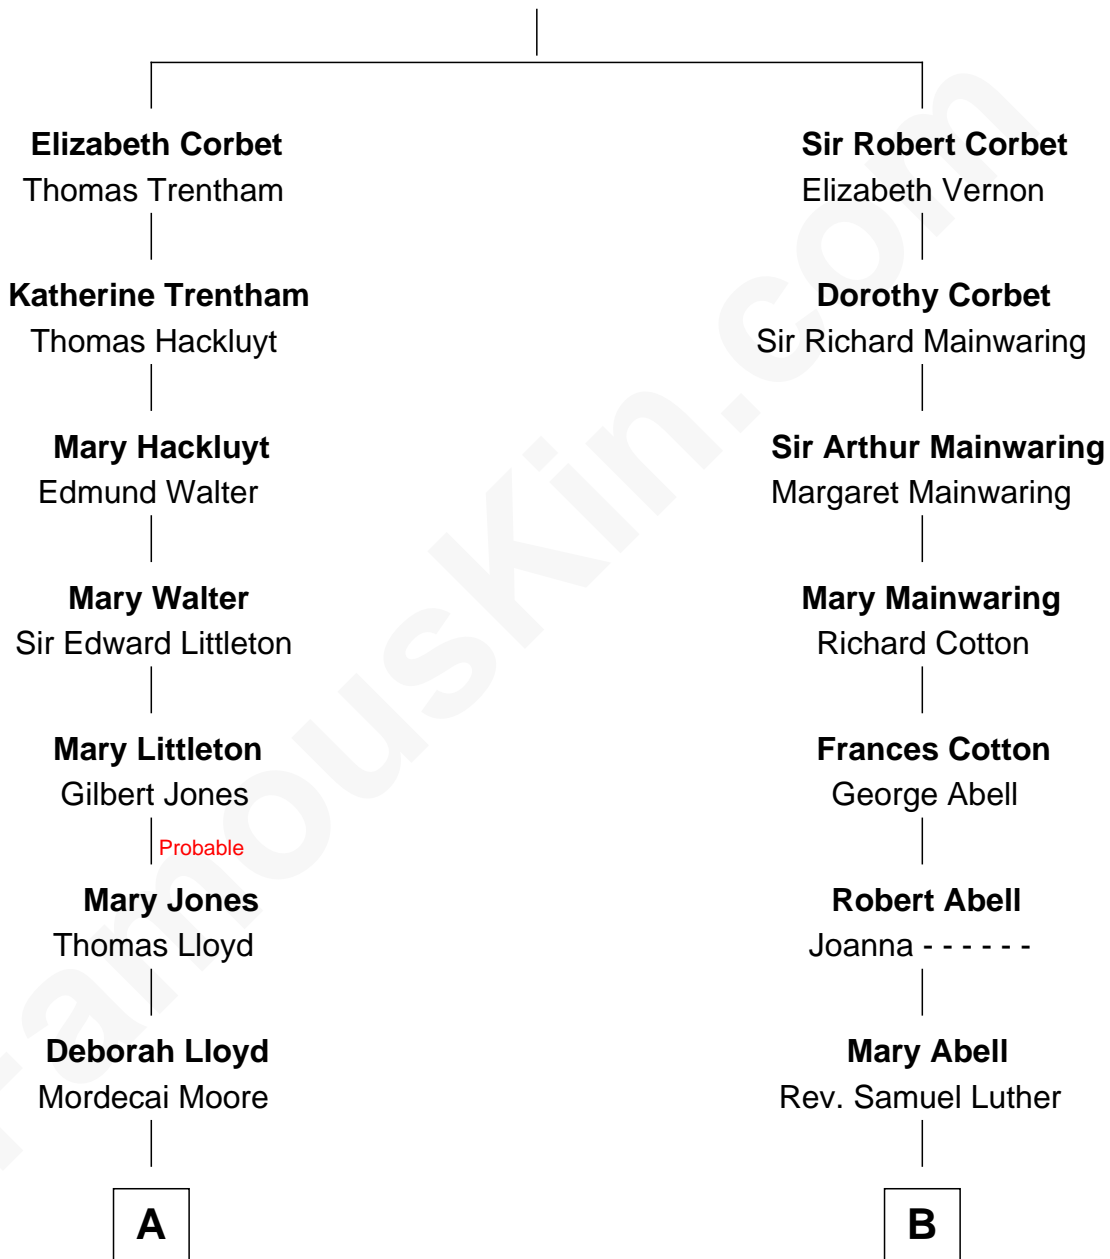 Elizabeth Corbet
Thomas Trentham
Katherine Trentham
Thomas Hackluyt
Mary Hackluyt
Edmund Walter
Mary Walter
Sir Edward Littleton
Mary Littleton
Gilbert Jones
Probable
Mary Jones
Thomas Lloyd
Deborah Lloyd
Mordecai Moore
A
Sir Robert Corbet
Elizabeth Vernon
Dorothy Corbet
Sir Richard Mainwaring
Sir Arthur Mainwaring
Margaret Mainwaring
Mary Mainwaring
Richard Cotton
Frances Cotton
George Abell
Robert Abell
Joanna - - - - - -
Mary Abell
Rev. Samuel Luther
B
FamousKin.com